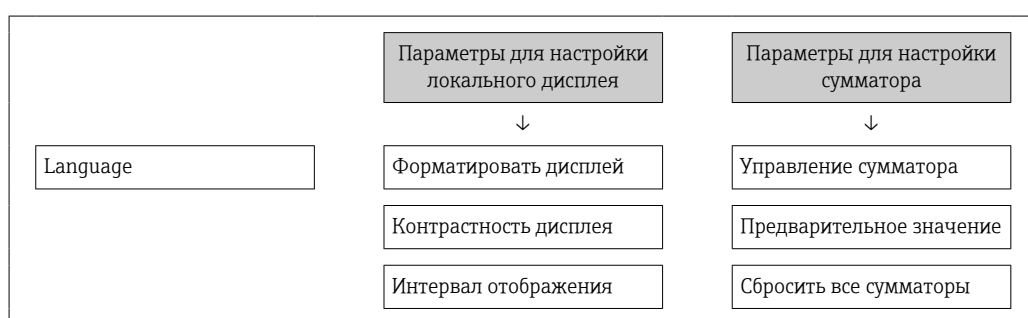 Параметры для настройки
локального дисплея
Параметры для настройки
сумматора
↓
↓
Language
Форматировать дисплей
Управление сумматора
Контрастность дисплея
Предварительное значение
Интервал отображения
Сбросить все сумматоры